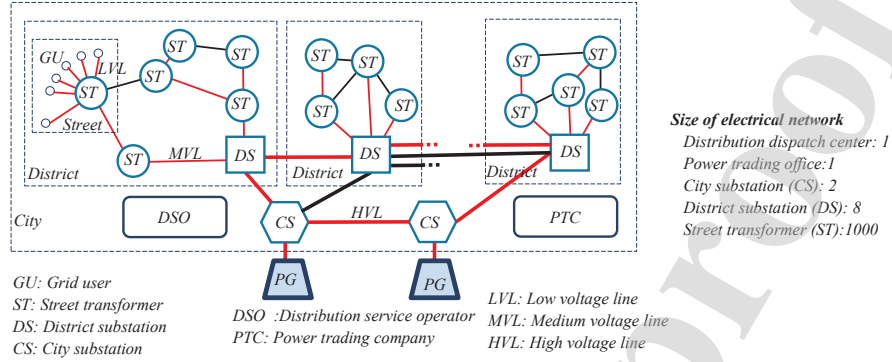 GU
LVL
ST
Street
ST
ST
ST
ST
ST
ST
MVL
DS
District
ST
ST
ST
ST
DS
District
ST
ST
ST
ST
ST
DS
District
City
DSO
CS
HVL
CS
PTC
PG
PG
GU: Grid user
ST: Street transformer
DS: District substation
CS: City substation
DSO :Distribution service operator
PTC: Power trading company
LVL: Low voltage line
MVL: Medium voltage line
HVL: High voltage line
Size of electrical network
Distribution dispatch center: 1
Power trading office:1
City substation (CS): 2
District substation (DS): 8
Street transformer (ST):1000
proof